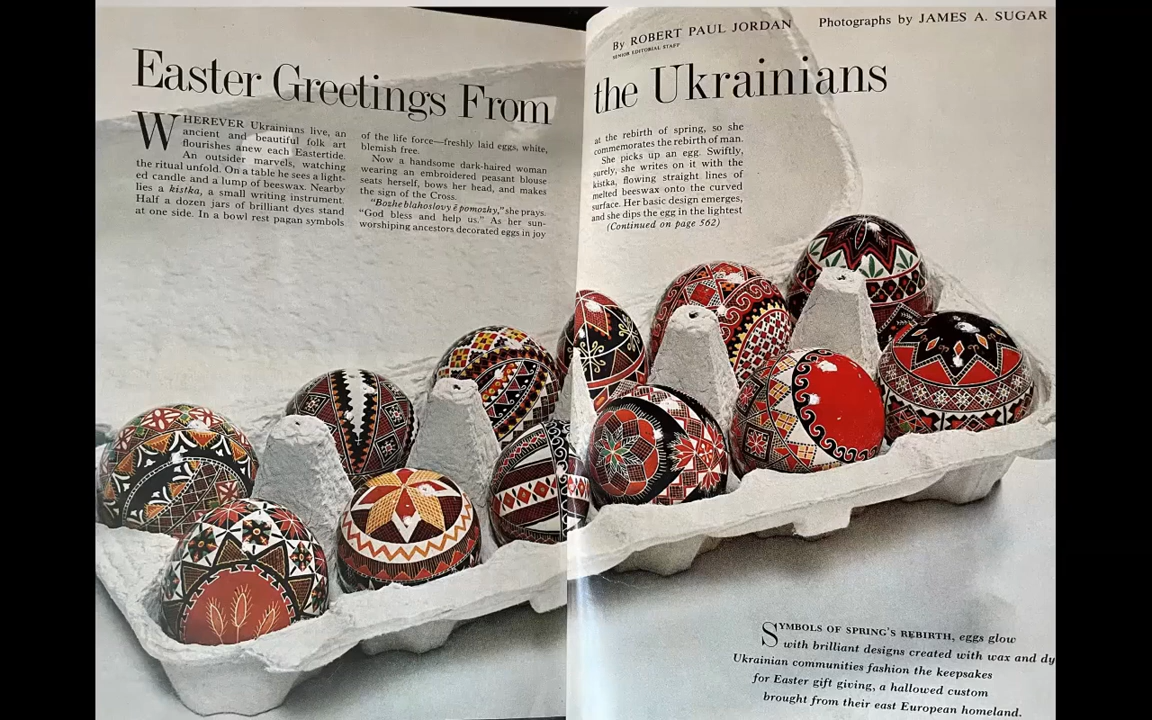 Easter Greetings From the Ukrainians
By ROBERT PAUL JORDAN
SENIOR EDITORIAL STAFF
Photographs by JAMES A. SUGAR
WHEREVER Ukrainians live, an
ancient and beautiful folk art
flourishes anew each Eastertide.
An outsider marvels, watching
the ritual unfold. On a table he sees a light-
ed candle and a lump of beeswax. Nearby
lies a kistka, a small writing instrument.
Half a dozen jars of brilliant dyes stand
at one side. In a bowl rest pagan symbols
of the life force—freshly laid eggs, white,
blemish free.
Now a handsome dark-haired woman
wearing an embroidered peasant blouse
seats herself, bows her head, and makes
the sign of the Cross.
"Bozhe blahoslovy ē pomozhy," she prays.
"God bless and help us." As her sun-
worshiping ancestors decorated eggs in joy
at the rebirth of spring, so she
commemorates the rebirth of man.
She picks up an egg. Swiftly,
surely, she writes on it with the
kistka, flowing straight lines of
melted beeswax onto the curved
surface. Her basic design emerges,
and she dips the egg in the lightest
(Continued on page 562)
SYMBOLS OF SPRING'S REBIRTH, eggs glow
with brilliant designs created with wax and dy
Ukrainian communities fashion the keepsakes
for Easter gift giving, a hallowed custom
brought from their east European homeland.